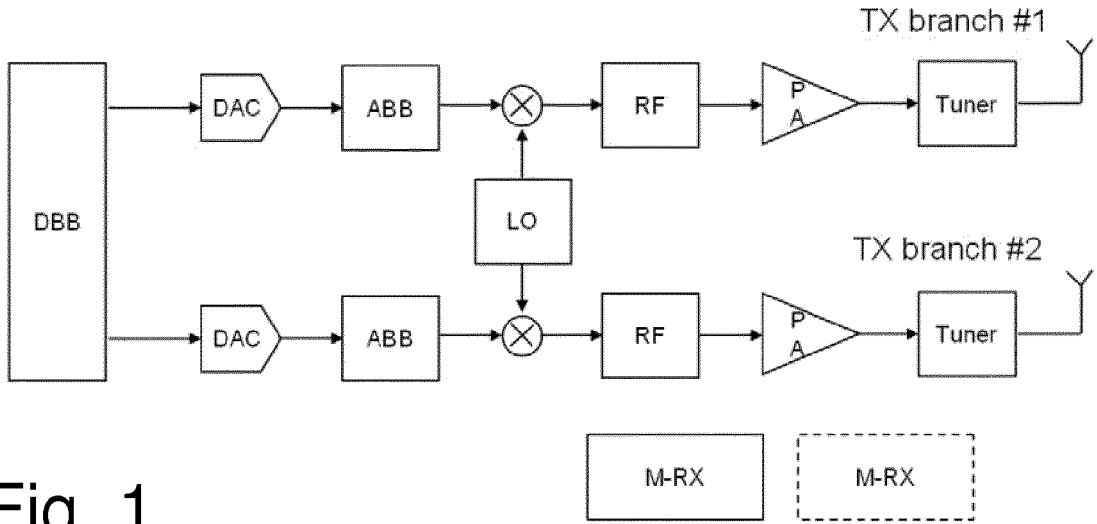 TX branch #1
DBB
DAC
ABB
RF
P
A
Tuner
LO
TX branch #2
DAC
ABB
RF
P
A
Tuner
M-RX
M-RX
Fig. 1